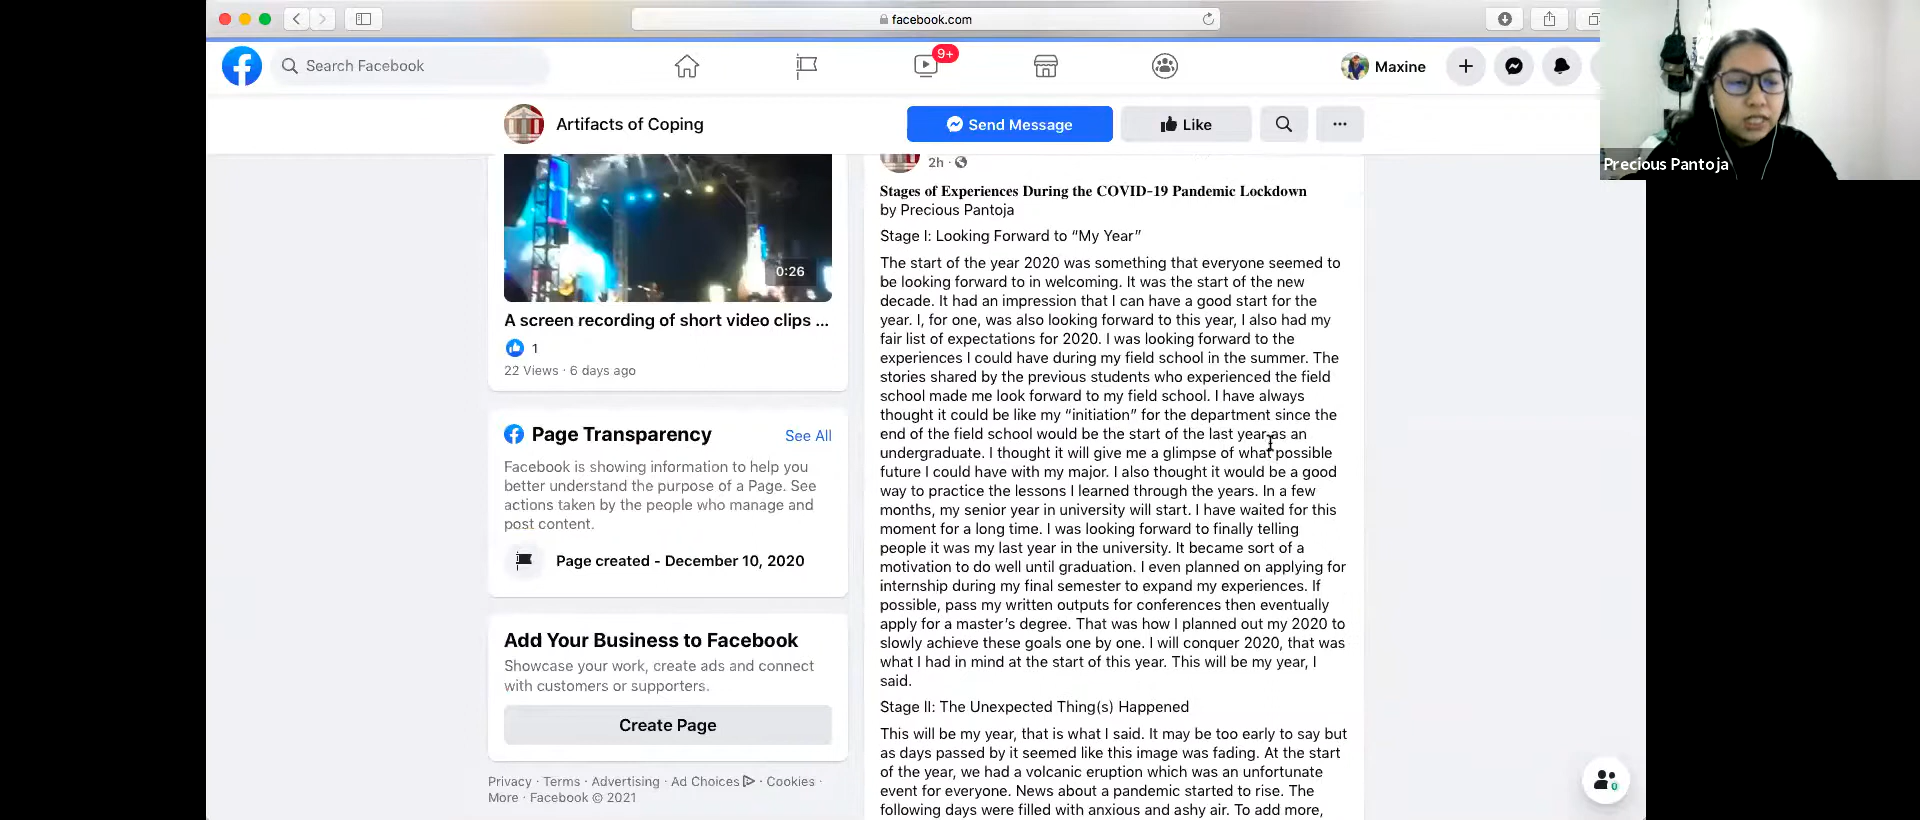 facebook.com
Search Facebook
9+
Maxine
Artifacts of Coping
Send Message
Like
Precious Pantoja
0:26
A screen recording of short video clips ...
1
22 Views · 6 days ago
Page Transparency
See All
Facebook is showing information to help you
better understand the purpose of a Page. See
actions taken by the people who manage and
post content.
Page created - December 10, 2020
Add Your Business to Facebook
Showcase your work, create ads and connect
with customers or supporters.
Create Page
Privacy · Terms · Advertising · Ad Choices · Cookies ·
More · Facebook © 2021
2h ·
Stages of Experiences During the COVID-19 Pandemic Lockdown
by Precious Pantoja
Stage I: Looking Forward to “My Year”
The start of the year 2020 was something that everyone seemed to
be looking forward to in welcoming. It was the start of the new
decade. It had an impression that I can have a good start for the
year. I, for one, was also looking forward to this year, I also had my
fair list of expectations for 2020. I was looking forward to the
experiences I could have during my field school in the summer. The
stories shared by the previous students who experienced the field
school made me look forward to my field school. I have always
thought it could be like my “initiation” for the department since the
end of the field school would be the start of the last year as an
undergraduate. I thought it will give me a glimpse of what possible
future I could have with my major. I also thought it would be a good
way to practice the lessons I learned through the years. In a few
months, my senior year in university will start. I have waited for this
moment for a long time. I was looking forward to finally telling
people it was my last year in the university. It became sort of a
motivation to do well until graduation. I even planned on applying for
internship during my final semester to expand my experiences. If
possible, pass my written outputs for conferences then eventually
apply for a master’s degree. That was how I planned out my 2020 to
slowly achieve these goals one by one. I will conquer 2020, that was
what I had in mind at the start of this year. This will be my year, I
said.
Stage II: The Unexpected Thing(s) Happened
This will be my year, that is what I said. It may be too early to say but
as days passed by it seemed like this image was fading. At the start
of the year, we had a volcanic eruption which was an unfortunate
event for everyone. News about a pandemic started to rise. The
following days were filled with anxious and ashy air. To add more,
0